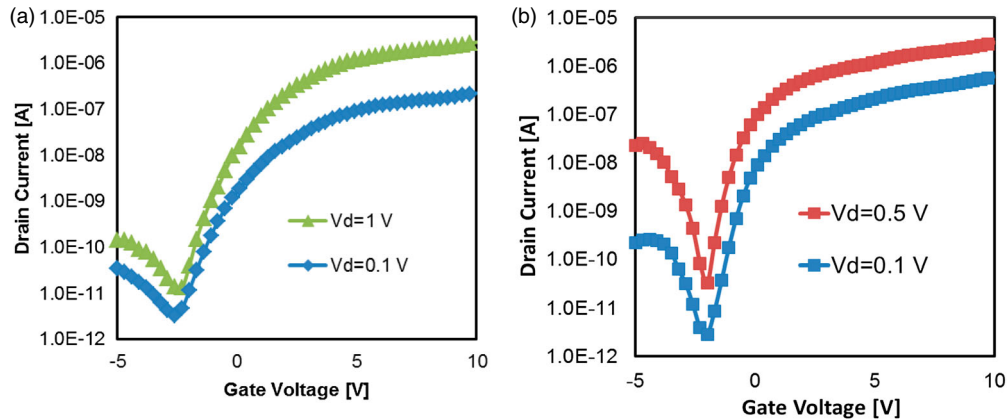 (a)
Drain Current [A]
1.0E-05
1.0E-06
1.0E-07
1.0E-08
1.0E-09
1.0E-10
1.0E-11
1.0E-12
Vd=1 V
Vd=0.1 V
-5
0
5
10
Gate Voltage [V]
(b)
Drain Current [A]
1.0E-05
1.0E-06
1.0E-07
1.0E-08
1.0E-09
1.0E-10
1.0E-11
1.0E-12
Vd=0.5 V
Vd=0.1 V
-5
0
5
10
Gate Voltage [V]